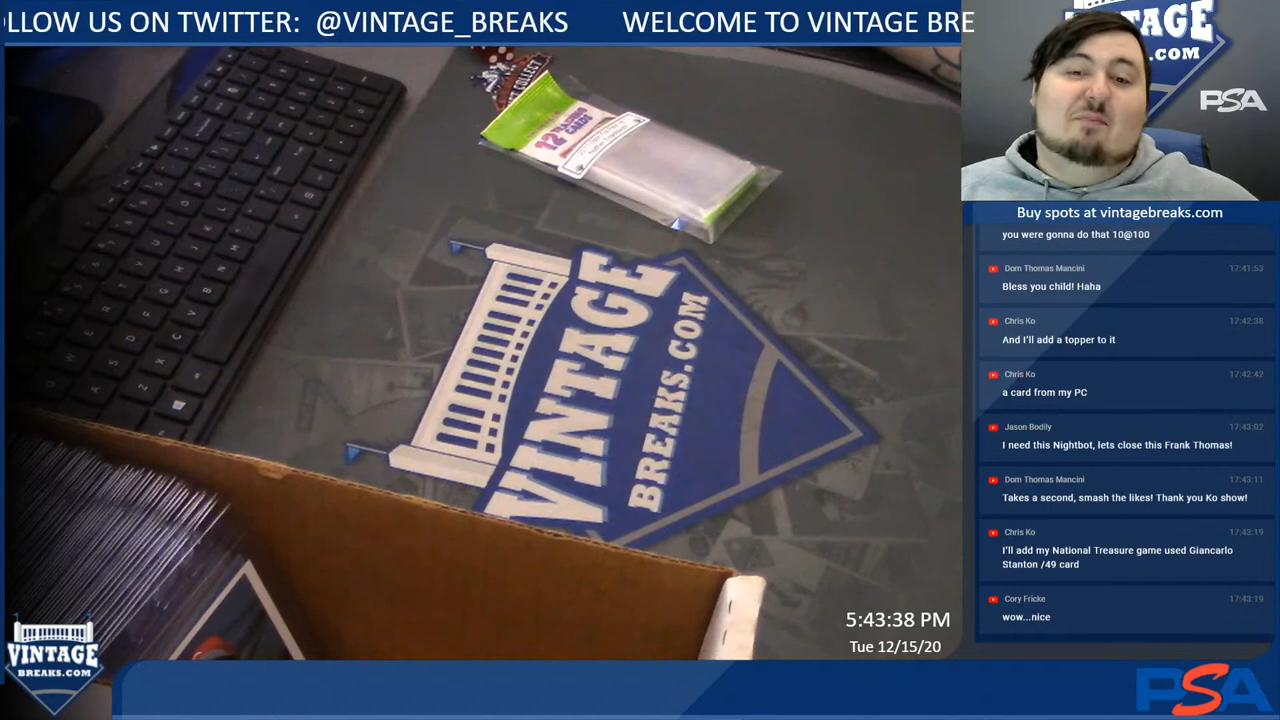 LLOW US ON TWITTER: @VINTAGE_BREAKS WELCOME TO VINTAGE BRE
VINTAGE
.COM
PSA
12 TRADING CARDS
VINTAGE
BREAKS.COM
Buy spots at vintagebreaks.com
you were gonna do that 10@100
Dom Thomas Mancini 17:41:53
Bless you child! Haha
Chris Ko 17:42:38
And I'll add a topper to it
Chris Ko 17:42:42
a card from my PC
Jason Bodily 17:43:02
I need this Nightbot, lets close this Frank Thomas!
Dom Thomas Mancini 17:43:11
Takes a second, smash the likes! Thank you Ko show!
Chris Ko 17:43:19
I'll add my National Treasure game used Giancarlo
Stanton /49 card
Cory Fricke 17:43:19
wow...nice
5:43:38 PM
Tue 12/15/20
VINTAGE
BREAKS.COM
PSA